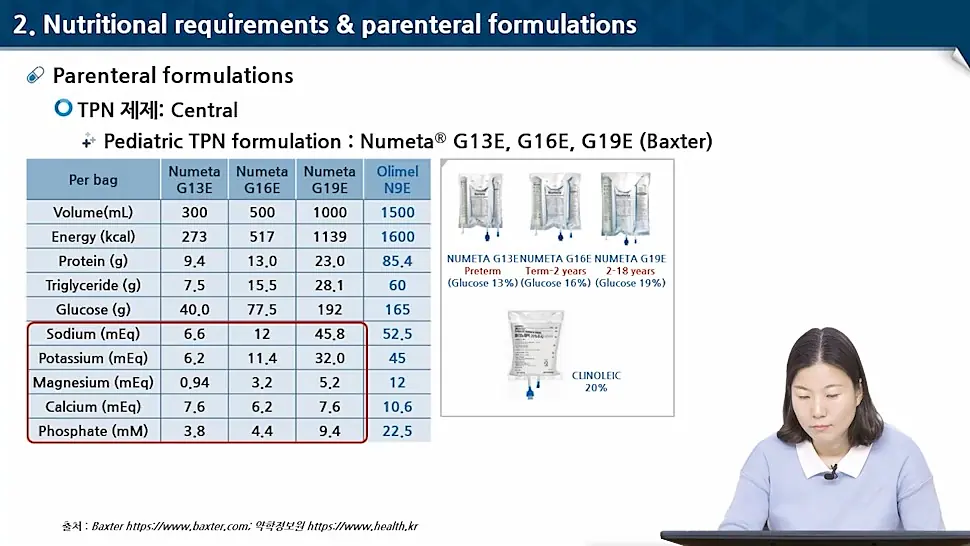 2. Nutritional requirements & parenteral formulations
Parenteral formulations
TPN 제제: Central
Pediatric TPN formulation : Numeta® G13E, G16E, G19E (Baxter)
Per bag Numeta G13E Numeta G16E Numeta G19E Olimel N9E
Volume(mL) 300 500 1000 1500
Energy (kcal) 273 517 1139 1600
Protein (g) 9.4 13.0 23.0 85.4
Triglyceride (g) 7.5 15.5 28.1 60
Glucose (g) 40.0 77.5 192 165
Sodium (mEq) 6.6 12 45.8 52.5
Potassium (mEq) 6.2 11.4 32.0 45
Magnesium (mEq) 0.94 3.2 5.2 12
Calcium (mEq) 7.6 6.2 7.6 10.6
Phosphate (mM) 3.8 4.4 9.4 22.5
NUMETA G13E NUMETA G16E NUMETA G19E
Preterm Term-2 years 2-18 years
(Glucose 13%) (Glucose 16%) (Glucose 19%)
CLINOLEIC
20%
출처 : Baxter https://www.baxter.com; 약학정보원 https://www.health.kr